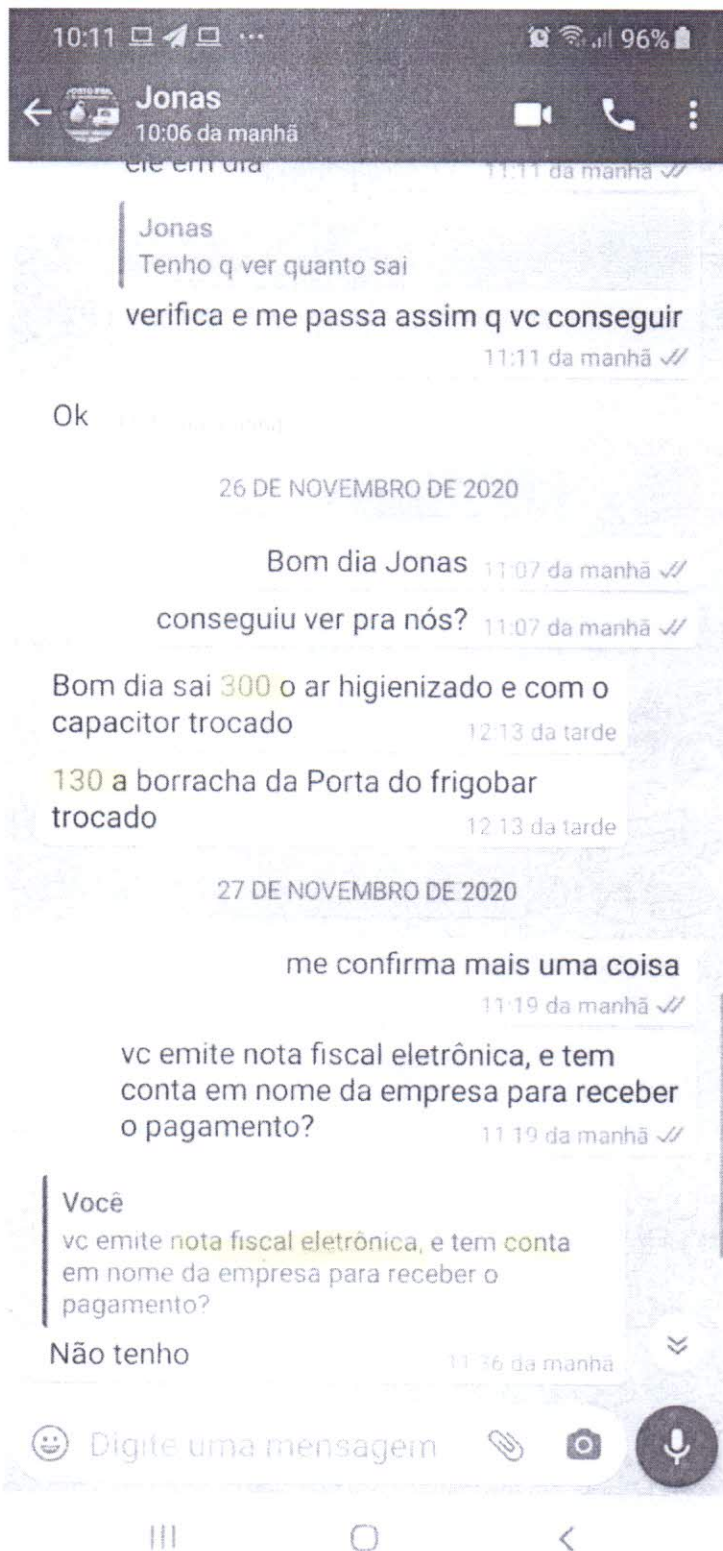 10:11 ... 96%
Jonas
10:06 da manhã
ele em dia 11:11 da manhã
Jonas
Tenho q ver quanto sai
verifica e me passa assim q vc conseguir
11:11 da manhã
Ok
26 DE NOVEMBRO DE 2020
Bom dia Jonas 11:07 da manhã
conseguiu ver pra nós? 11:07 da manhã
Bom dia sai 300 o ar higienizado e com o
capacitor trocado 12:13 da tarde
130 a borracha da Porta do frigobar
trocado 12:13 da tarde
27 DE NOVEMBRO DE 2020
me confirma mais uma coisa
11:19 da manhã
vc emite nota fiscal eletrônica, e tem
conta em nome da empresa para receber
o pagamento? 11:19 da manhã
Você
vc emite nota fiscal eletrônica, e tem conta
em nome da empresa para receber o
pagamento?
Não tenho 11:36 da manhã
Digite uma mensagem